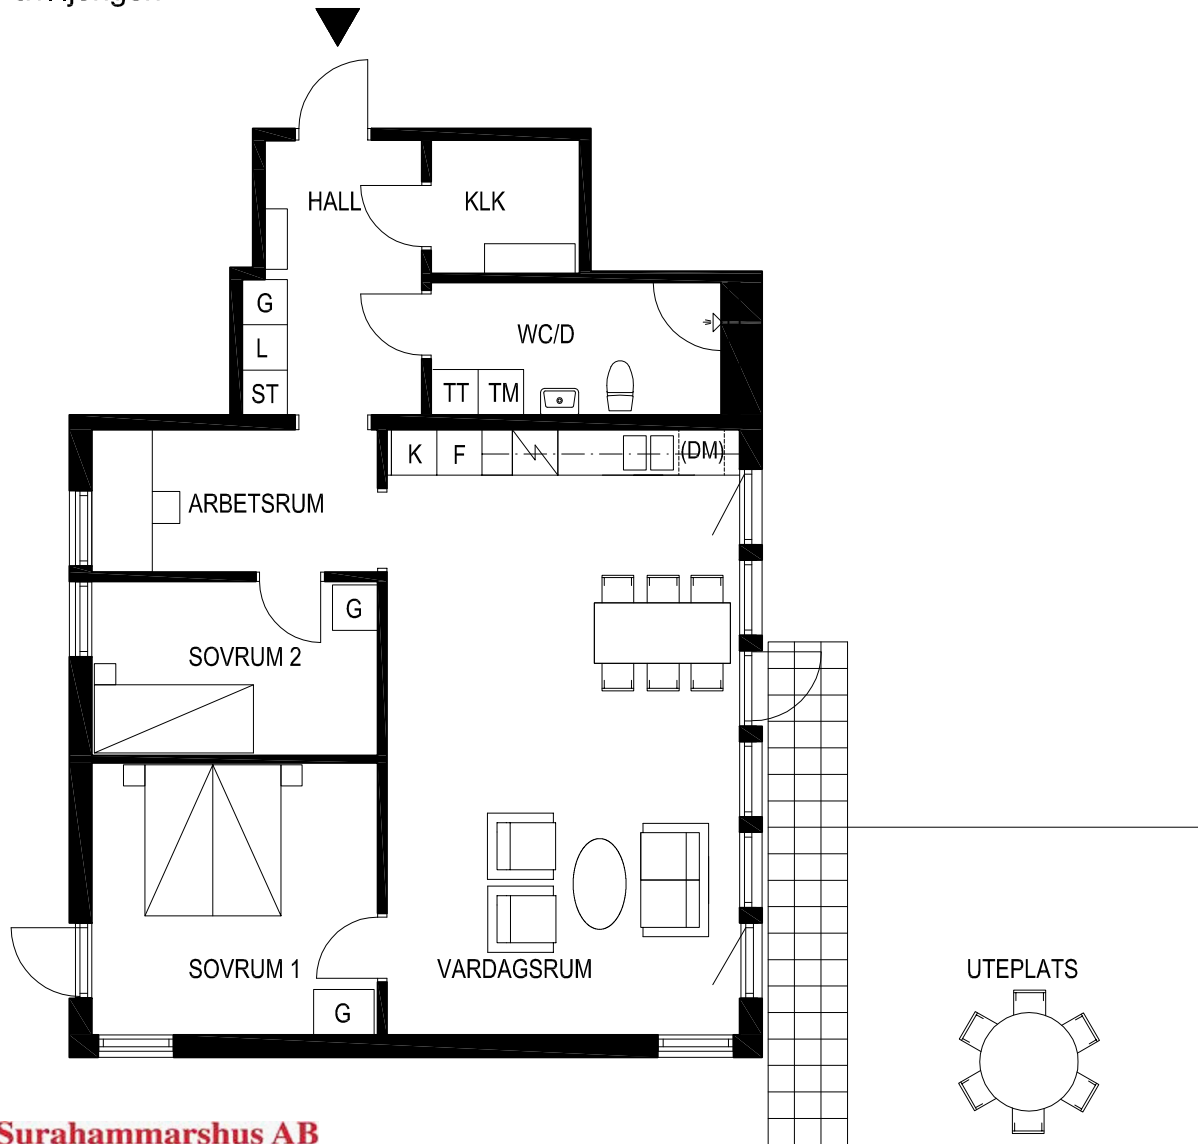 HALL
KLK
G
L
ST
WC/D
TT
TM
K
F
(DM)
ARBETSRUM
G
SOVRUM 2
SOVRUM 1
VARDAGSRUM
UTEPLATS
G
Surahammarshus AB